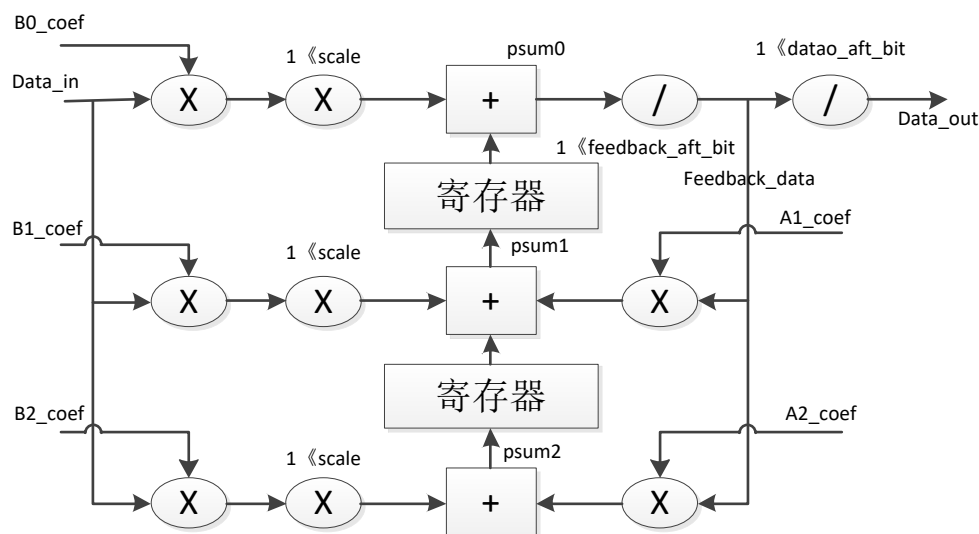 B0_coef
Data_in
1《scale
psum0
1《datao_aft_bit
X
X
+
/
/
Data_out
1《feedback_aft_bit
寄存器
Feedback_data
B1_coef
1《scale
psum1
A1_coef
X
X
+
X
寄存器
B2_coef
1《scale
psum2
A2_coef
X
X
+
X